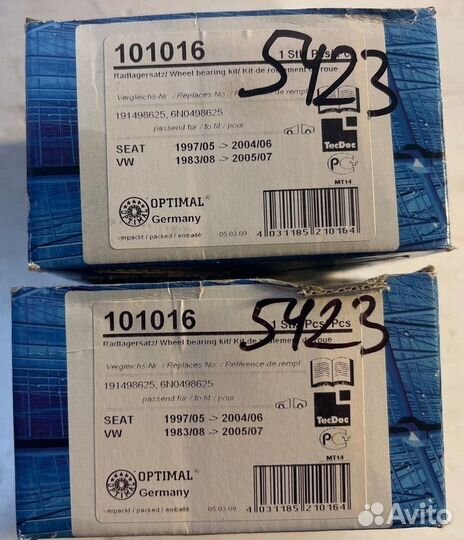 101016
1 Stk/Pcs/Pcs
5423
Radlagersatz/ Wheel bearing kit/ Kit de roulement de roue
Vergleichs-Nr. / Replaces No. / Référence de rempl
191498625, 6N0498625
passend für / to fit / pour
SEAT 1997/05 -> 2004/06
VW 1983/08 -> 2005/07
TecDoc
MT14
OPTIMAL®
Germany
verpackt / packed / emballé
05 03 09
4 031185 210164
101016
1 Stk/Pcs/Pcs
5423
Radlagersatz/ Wheel bearing kit/ Kit de roulement de roue
Vergleichs-Nr. / Replaces No. / Référence de rempl
191498625, 6N0498625
passend für / to fit / pour
SEAT 1997/05 -> 2004/06
VW 1983/08 -> 2005/07
TecDoc
MT14
OPTIMAL®
Germany
verpackt / packed / emballé
05 03 09
4 031185 210164
Avito